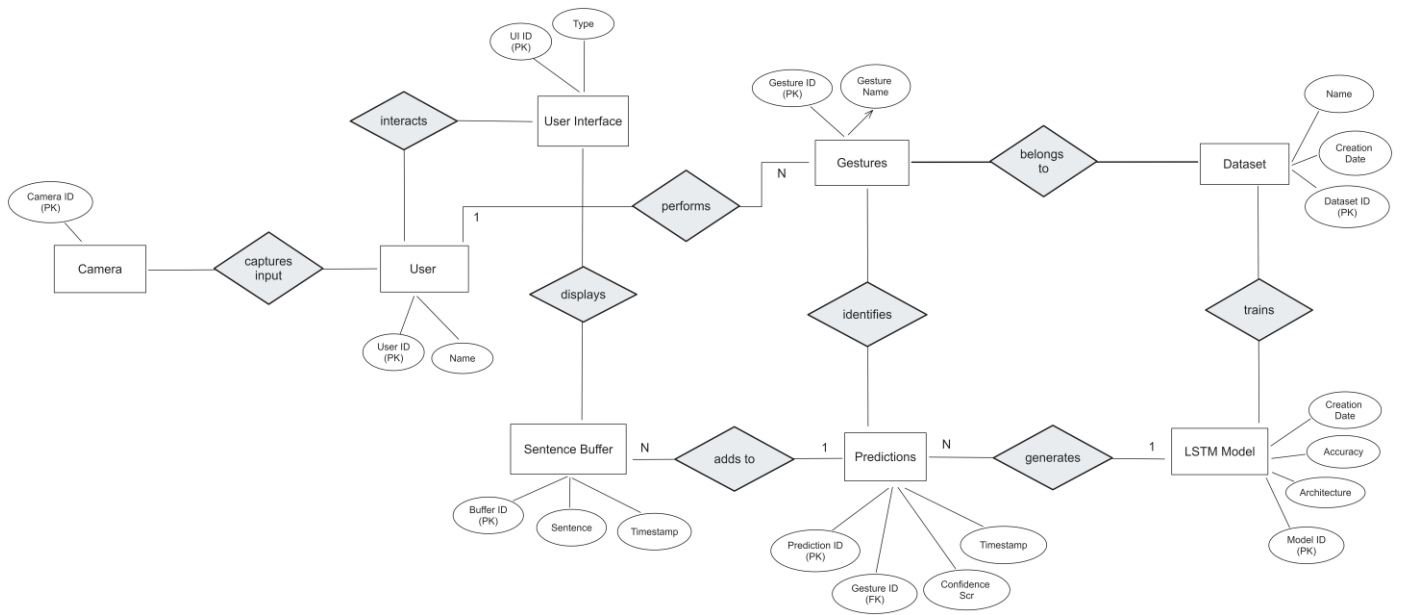 UI ID
(PK)
Type
User Interface
interacts
Gesture ID
(PK)
Gesture
Name
Gestures
N
belongs
to
Name
Creation
Date
Dataset ID
(PK)
Dataset
Camera ID
(PK)
Camera
captures
input
User
1
performs
User ID
(PK)
Name
displays
identifies
trains
Sentence Buffer
N
adds to
1
Predictions
N
generates
1
LSTM Model
Creation
Date
Accuracy
Architecture
Model ID
(PK)
Buffer ID
(PK)
Sentence
Timestamp
Prediction ID
(PK)
Gesture ID
(FK)
Confidence
Scr
Timestamp